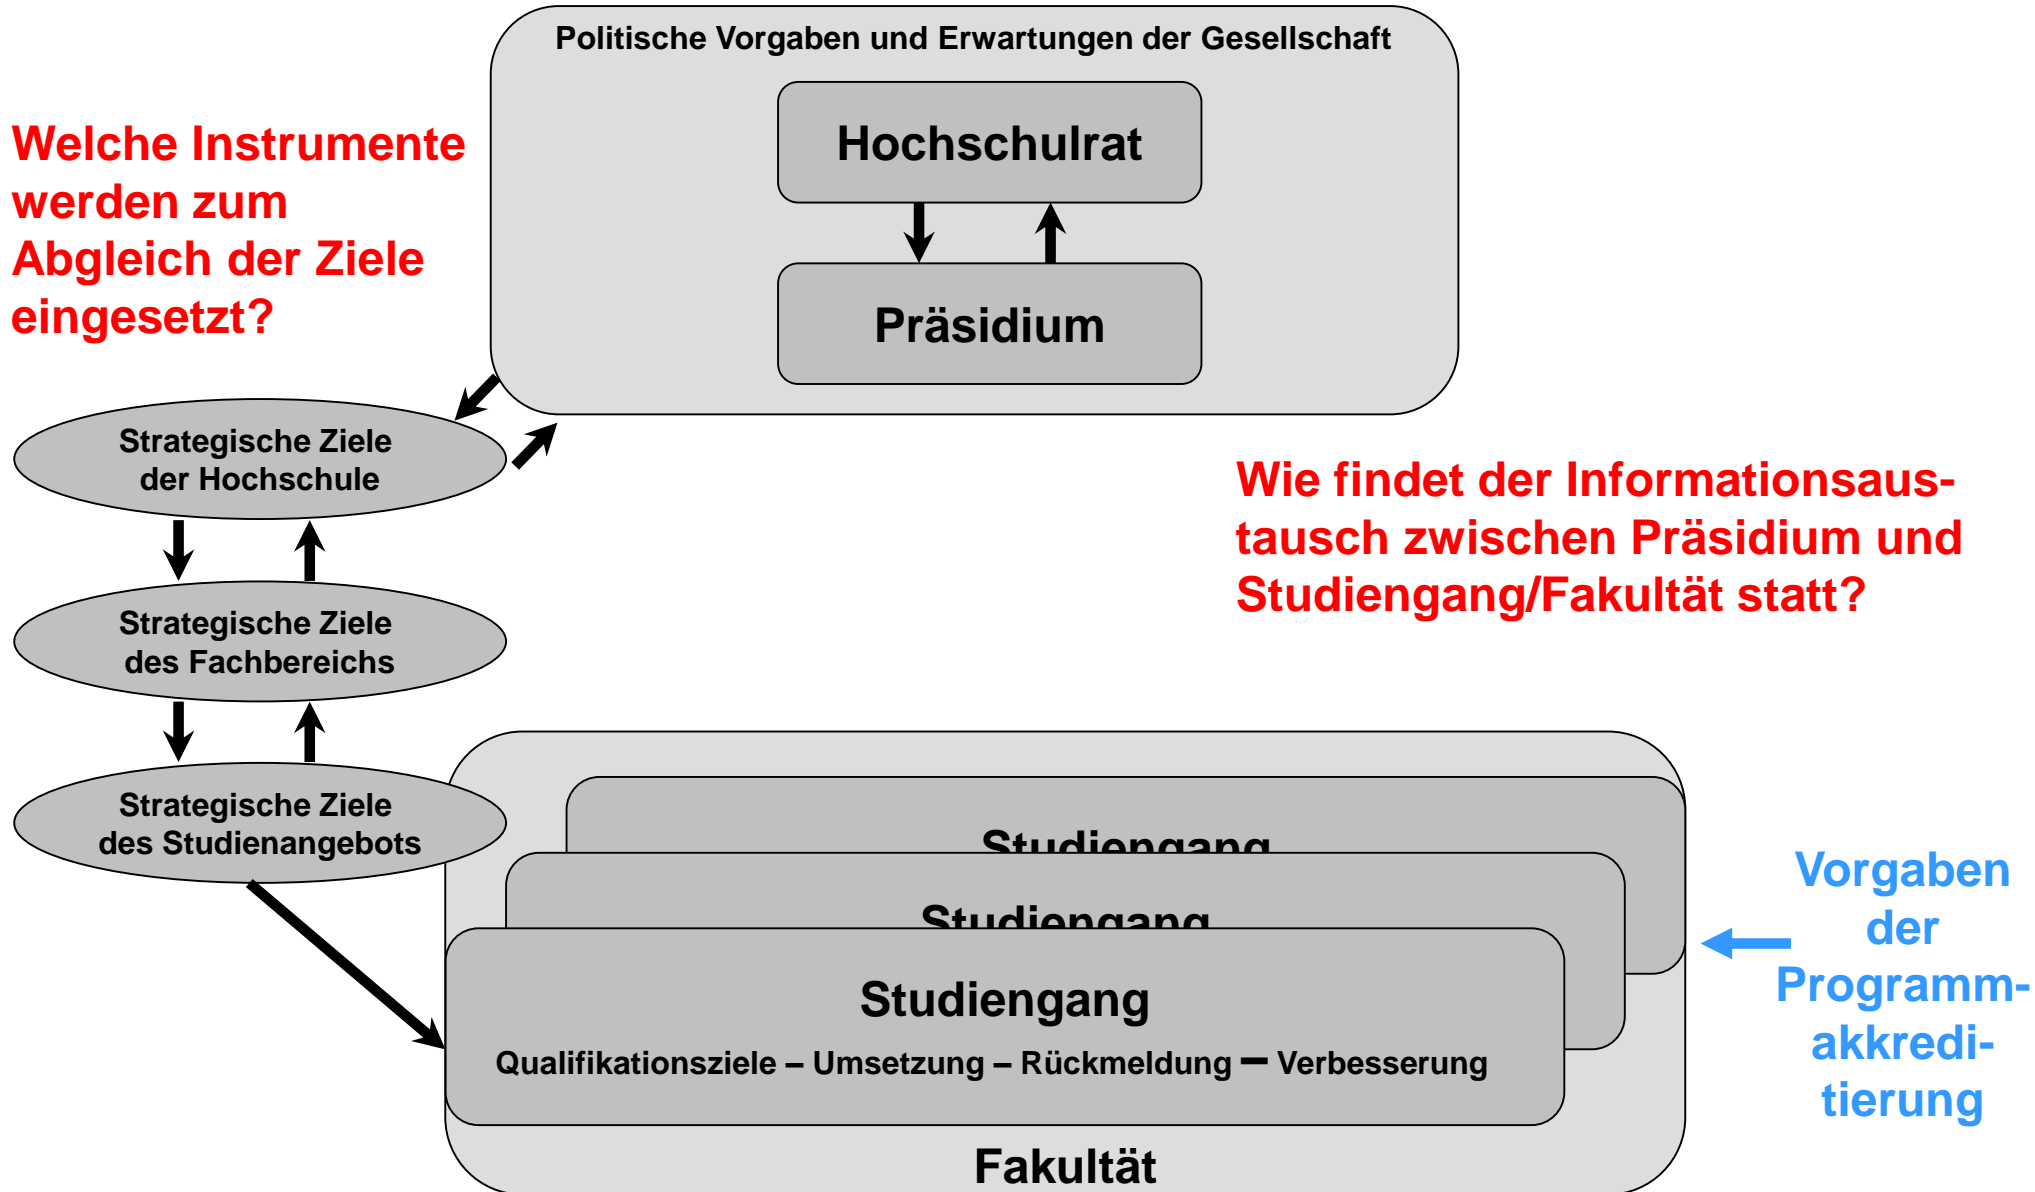 Politische Vorgaben und Erwartungen der Gesellschaft
Hochschulrat
Präsidium
Welche Instrumente
werden zum
Abgleich der Ziele
eingesetzt?
Strategische Ziele
der Hochschule
Strategische Ziele
des Fachbereichs
Strategische Ziele
des Studienangebots
Wie findet der Informationsaus-
tausch zwischen Präsidium und
Studiengang/Fakultät statt?
Studiengang
Studiengang
Studiengang
Qualifikationsziele – Umsetzung – Rückmeldung – Verbesserung
Fakultät
Vorgaben
der
Programm-
akkredi-
tierung